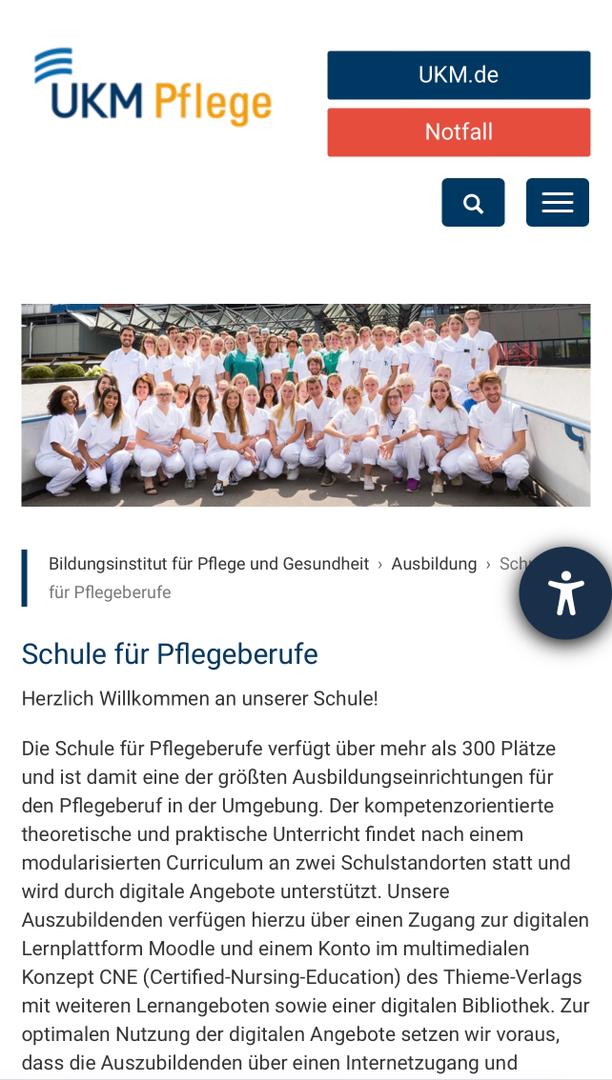 UKM Pflege
UKM.de
Notfall
Bildungsinstitut für Pflege und Gesundheit › Ausbildung ›
für Pflegeberufe
Schule für Pflegeberufe
Herzlich Willkommen an unserer Schule!
Die Schule für Pflegeberufe verfügt über mehr als 300 Plätze
und ist damit eine der größten Ausbildungseinrichtungen für
den Pflegeberuf in der Umgebung. Der kompetenzorientierte
theoretische und praktische Unterricht findet nach einem
modularisierten Curriculum an zwei Schulstandorten statt und
wird durch digitale Angebote unterstützt. Unsere
Auszubildenden verfügen hierzu über einen Zugang zur digitalen
Lernplattform Moodle und einem Konto im multimedialen
Konzept CNE (Certified-Nursing-Education) des Thieme-Verlags
mit weiteren Lernangeboten sowie einer digitalen Bibliothek. Zur
optimalen Nutzung der digitalen Angebote setzen wir voraus,
dass die Auszubildenden über einen Internetzugang und